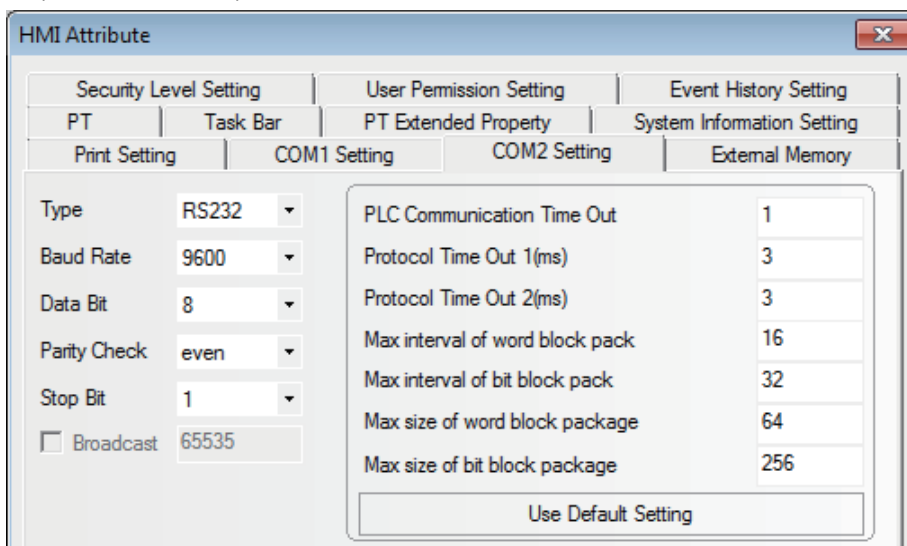 HMI Attribute
Security Level Setting User Permission Setting Event History Setting
PT Task Bar PT Extended Property System Information Setting
Print Setting COM1 Setting COM2 Setting External Memory
Type RS232
Baud Rate 9600
Data Bit 8
Parity Check even
Stop Bit 1
Broadcast 65535
PLC Communication Time Out 1
Protocol Time Out 1(ms) 3
Protocol Time Out 2(ms) 3
Max interval of word block pack 16
Max interval of bit block pack 32
Max size of word block package 64
Max size of bit block package 256
Use Default Setting